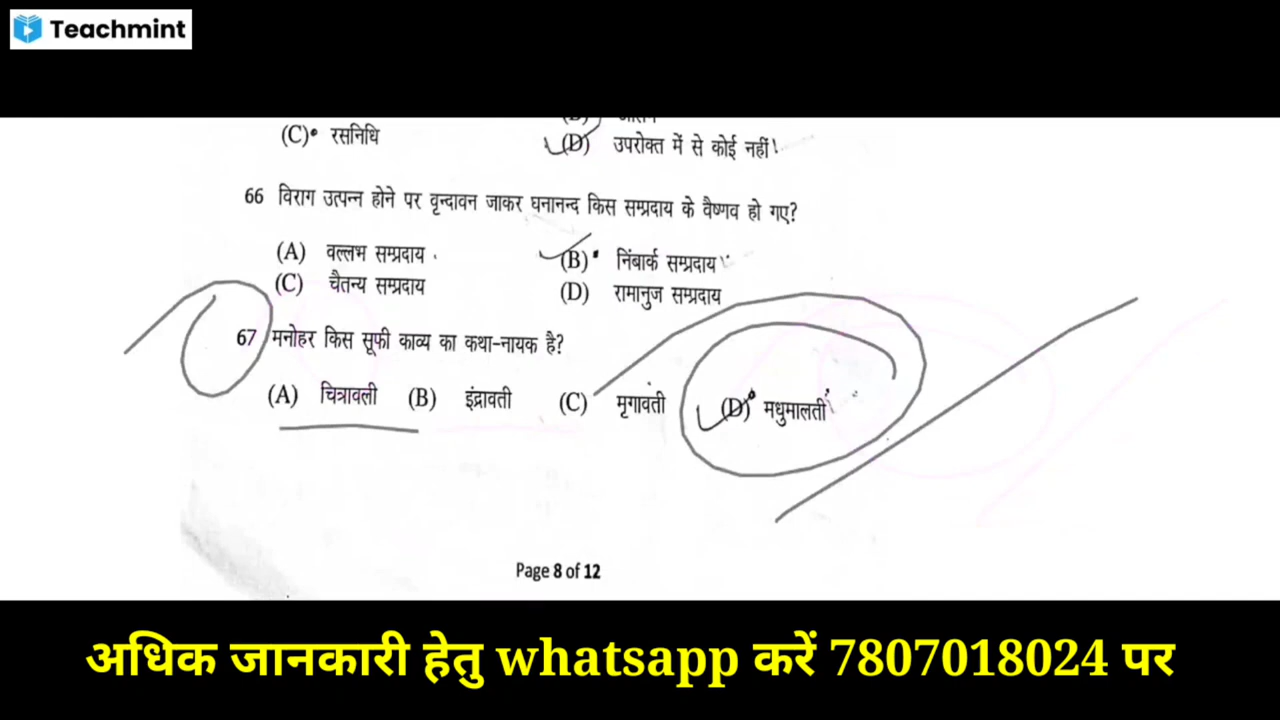 Teachmint
(C) रसनिधि (D) उपरोक्त में से कोई नहीं।
66 विराग उत्पन्न होने पर वृन्दावन जाकर घनानन्द किस सम्प्रदाय के वैष्णव हो गए?
(A) वल्लभ सम्प्रदाय (B) निंबार्क सम्प्रदाय
(C) चैतन्य सम्प्रदाय (D) रामानुज सम्प्रदाय
67 मनोहर किस सूफी काव्य का कथा-नायक है?
(A) चित्रावली (B) इंद्रावती (C) मृगावती (D) मधुमालती
Page 8 of 12
अधिक जानकारी हेतु whatsapp करें 7807018024 पर